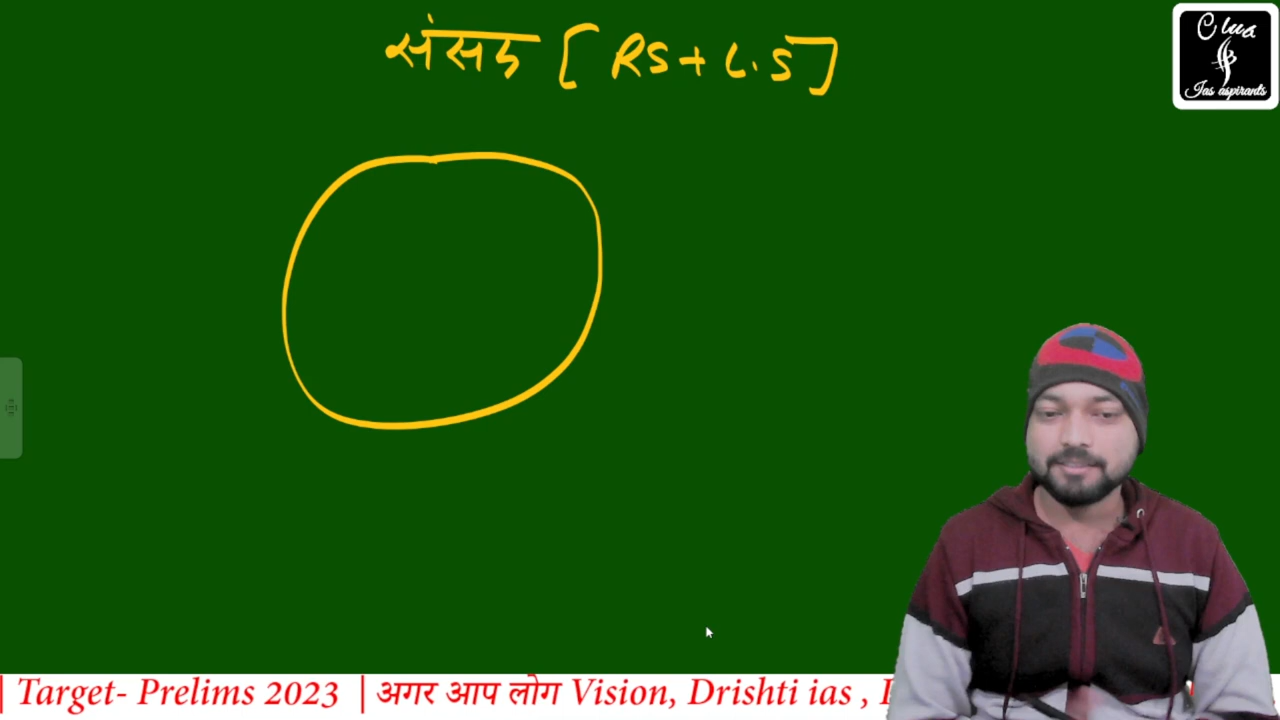 संसद [ RS + L.S ]
Clua
Ias aspirants
| Target- Prelims 2023 | अगर आप लोग Vision, Drishti ias ,